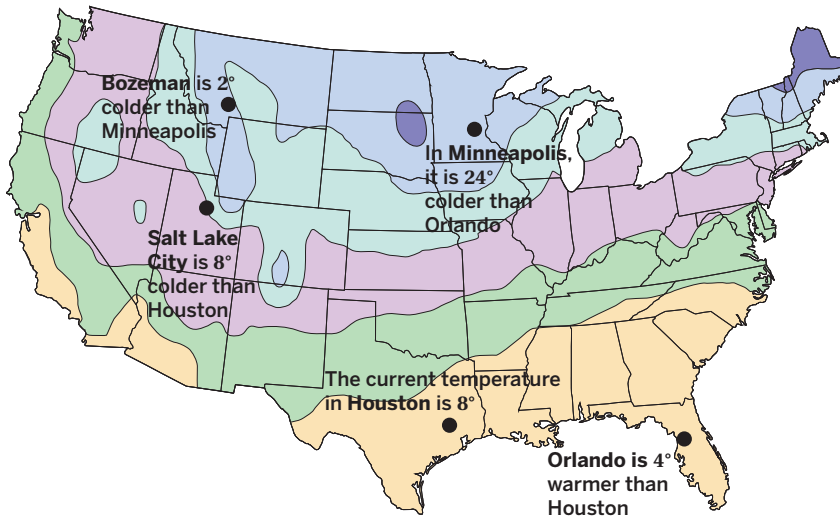 Bozeman is 2°
colder than
Minneapolis
In Minneapolis,
it is 24°
colder than
Orlando
Salt Lake
City is 8°
colder than
Houston
The current temperature
in Houston is 8°
Orlando is 4°
warmer than
Houston